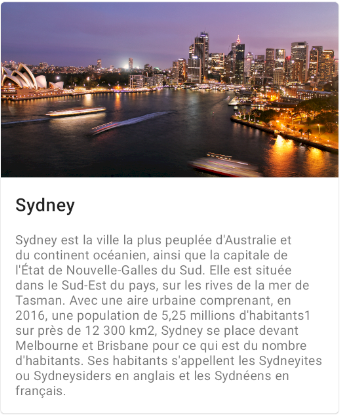 Sydney
Sydney est la ville la plus peuplée d'Australie et
du continent océanien, ainsi que la capitale de
l'État de Nouvelle-Galles du Sud. Elle est située
dans le Sud-Est du pays, sur les rives de la mer de
Tasman. Avec une aire urbaine comprenant, en
2016, une population de 5,25 millions d'habitants1
sur près de 12 300 km2, Sydney se place devant
Melbourne et Brisbane pour ce qui est du nombre
d'habitants. Ses habitants s'appellent les Sydneyites
ou Sydneysiders en anglais et les Sydnéens en
français.